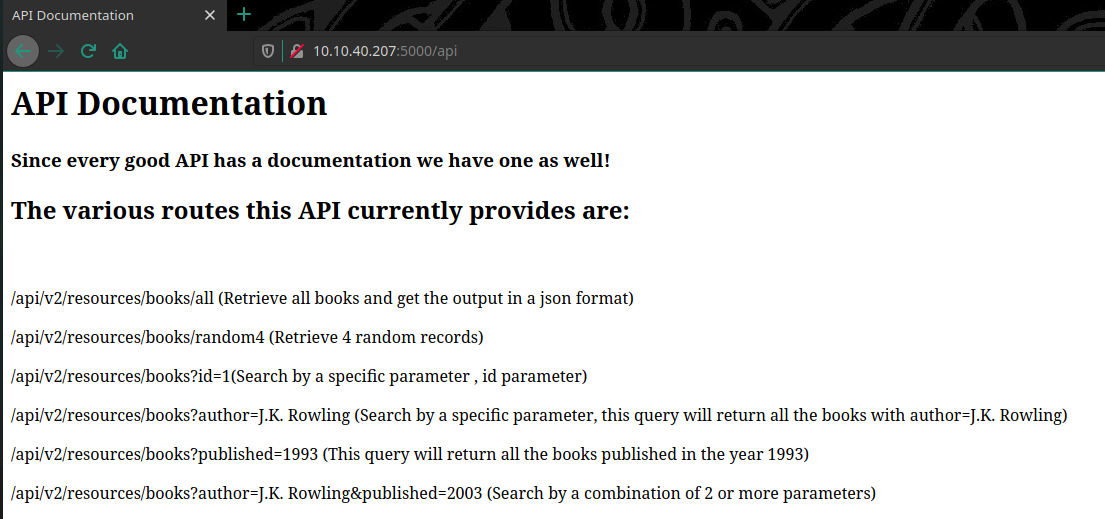 API Documentation
10.10.40.207:5000/api
API Documentation
Since every good API has a documentation we have one as well!
The various routes this API currently provides are:
/api/v2/resources/books/all (Retrieve all books and get the output in a json format)
/api/v2/resources/books/random4 (Retrieve 4 random records)
/api/v2/resources/books?id=1(Search by a specific parameter , id parameter)
/api/v2/resources/books?author=J.K. Rowling (Search by a specific parameter, this query will return all the books with author=J.K. Rowling)
/api/v2/resources/books?published=1993 (This query will return all the books published in the year 1993)
/api/v2/resources/books?author=J.K. Rowling&published=2003 (Search by a combination of 2 or more parameters)